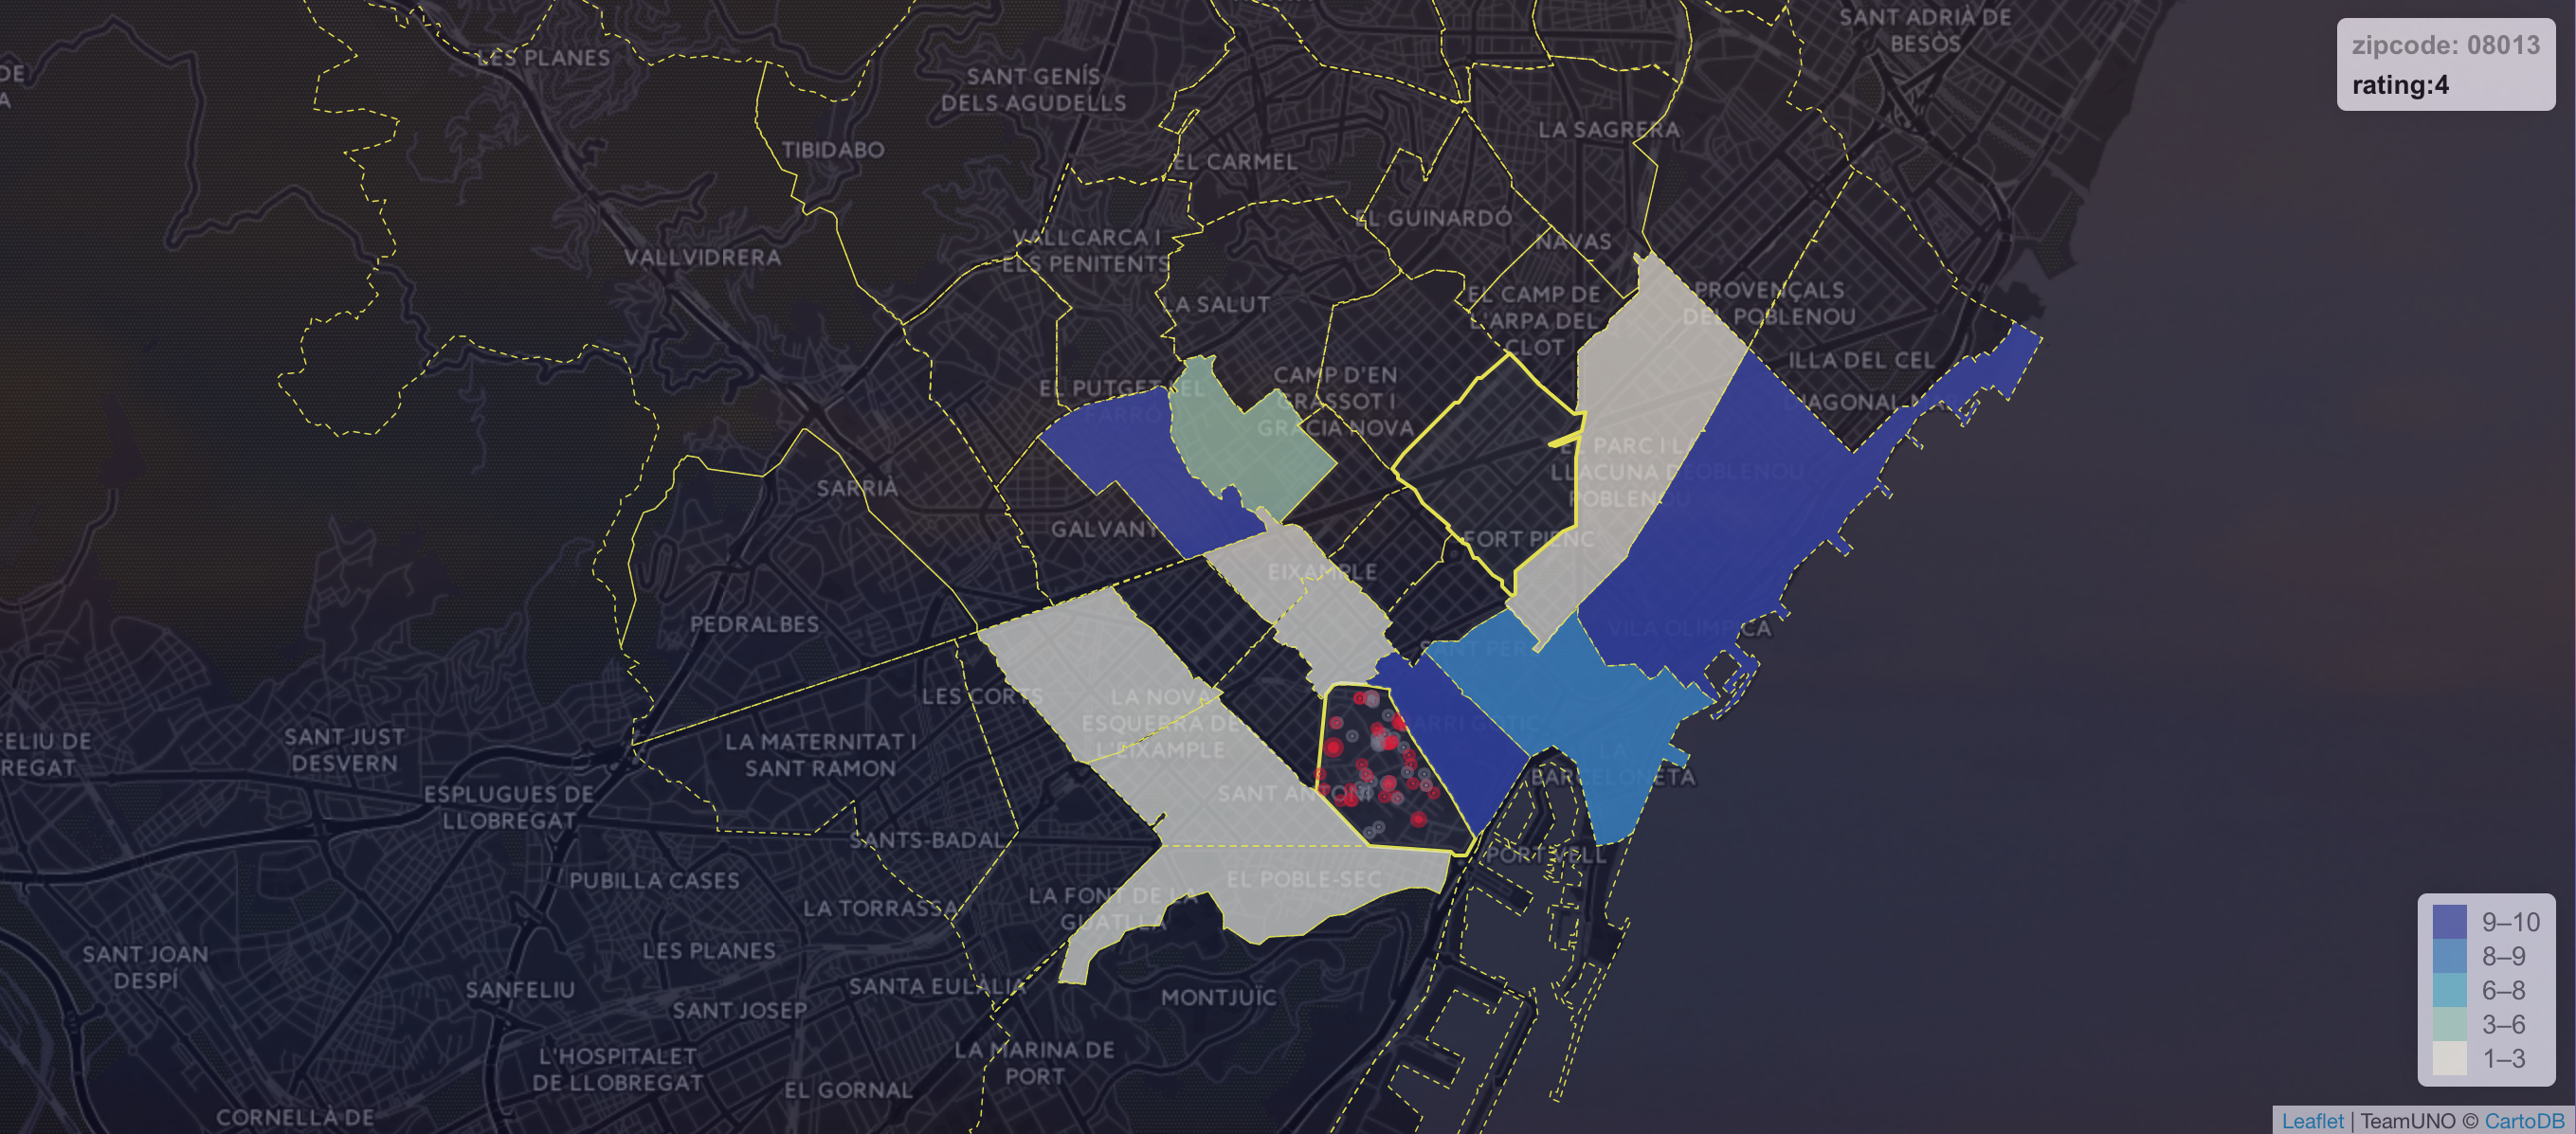 SANT ADRIÀ DE
BESÒS
zipcode: 08013
rating:4
LES PLANES
SANT GENÍS
DELS AGUDELLS
TIBIDABO
EL CARMEL
LA SAGRERA
EL GUINARDÓ
NAVAS
VALLCARCA I
ELS PENITENTS
VALLVIDRERA
LA SALUT
EL CAMP DE
L'ARPA DEL
CLOT
PROVENÇALS
DEL POBLENOU
ILLA DEL CEL
DIAGONAL MAR
EL PUTGET I EL
FARRÓ
CAMP D'EN
GRASSOT I
GRÀCIA NOVA
EL PARC I LA
LLACUNA DEL
POBLENOU
POBLENOU
SARRIÀ
GALVANY
FORT PIENC
EIXAMPLE
PEDRALBES
VILA OLÍMPICA
SANT PERE
LES CORTS
LA NOVA
ESQUERRA DE
L'EIXAMPLE
BARRI GÒTIC
LA
BARCELONETA
FELIU DE
REGAT
SANT JUST
DESVERN
LA MATERNITAT I
SANT RAMON
ESPLUGUES DE
LLOBREGAT
SANT ANTONI
SANTS-BADAL
PORT VELL
PUBILLA CASES
EL POBLE-SEC
LA FONT DE LA
GUATLLA
LA TORRASSA
LES PLANES
SANT JOAN
DESPÍ
SANFELIU
SANTA EULÀLIA
MONTJUÏC
SANT JOSEP
L'HOSPITALET
DE LLOBREGAT
LA MARINA DE
PORT
EL GORNAL
CORNELLÀ DE
9–10
8–9
6–8
3–6
1–3
Leaflet | TeamUNO © CartoDB